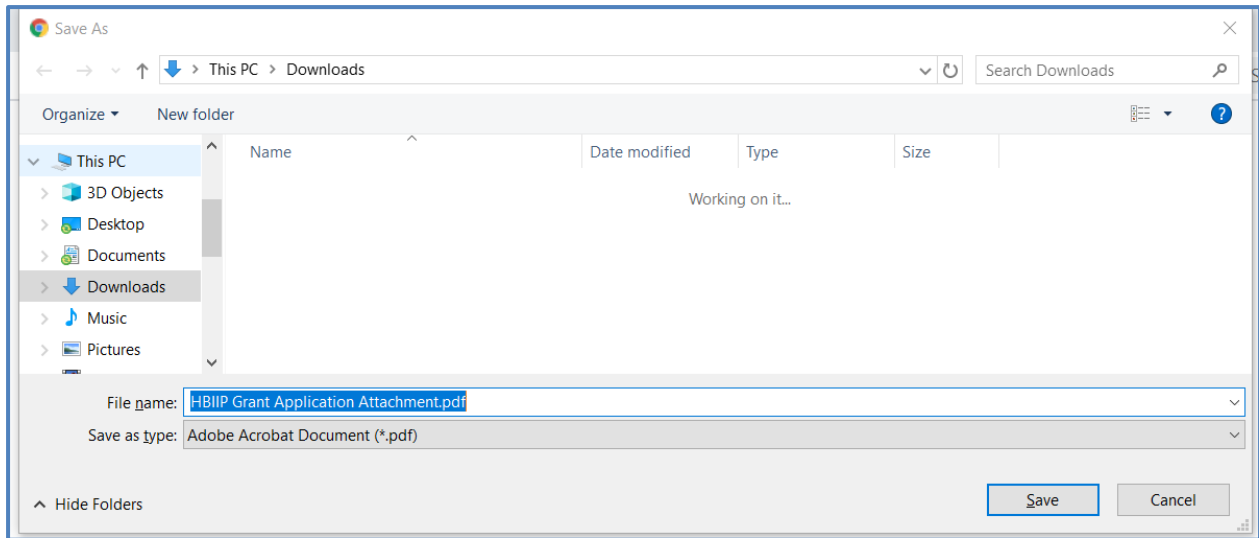 Save As
This PC > Downloads
Search Downloads
Organize
New folder
Name
Date modified
Type
Size
This PC
3D Objects
Desktop
Documents
Downloads
Music
Pictures
Working on it...
File name: HBIIP Grant Application Attachment.pdf
Save as type: Adobe Acrobat Document (*.pdf)
Hide Folders
Save
Cancel